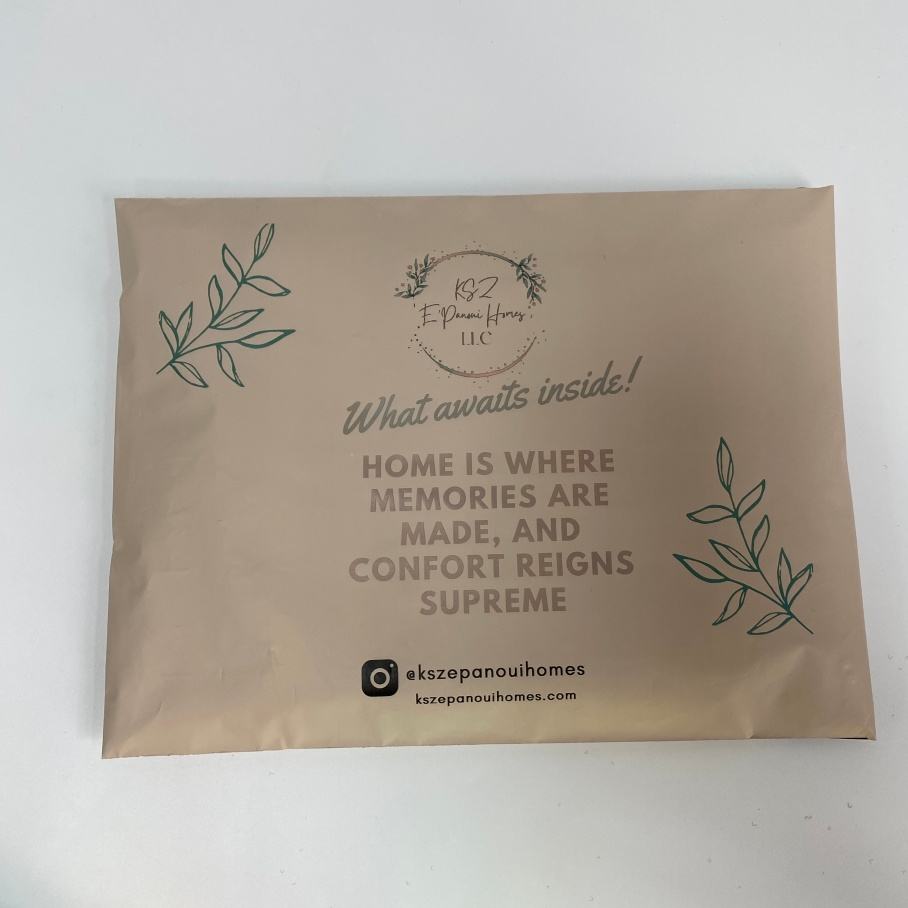 KSZ
E'Panoui Homes
LLC
What awaits inside!
HOME IS WHERE
MEMORIES ARE
MADE, AND
CONFORT REIGNS
SUPREME
@kszepanouihomes
kszepanouihomes.com